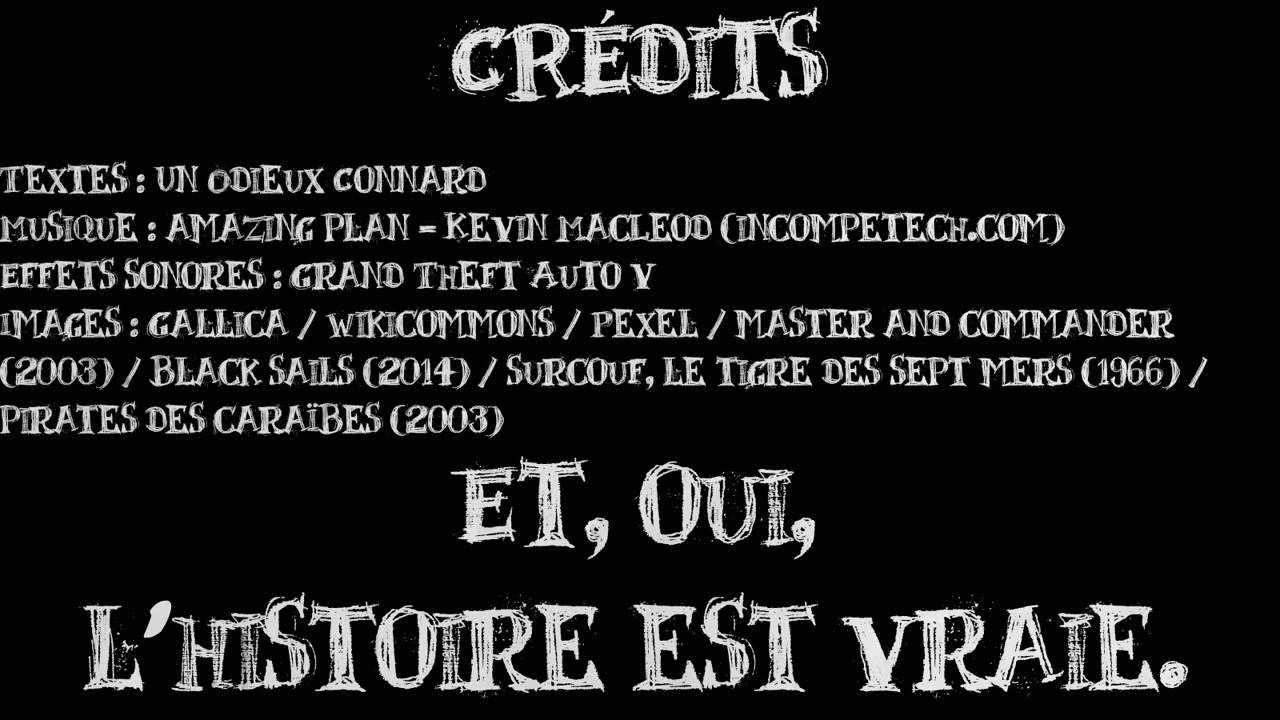 CRÉDITS
TEXTES : UN ODIEUX CONNARD
MUSIQUE : AMAZING PLAN - KEVIN MACLEOD (INCOMPETECH.COM)
EFFETS SONORES : GRAND THEFT AUTO V
IMAGES : GALLICA / WIKICOMMONS / PEXEL / MASTER AND COMMANDER
(2003) / BLACK SAILS (2014) / SURCOUF, LE TIGRE DES SEPT MERS (1966) /
PIRATES DES CARAÏBES (2003)
ET, OUI,
L'HISTOIRE EST VRAIE.